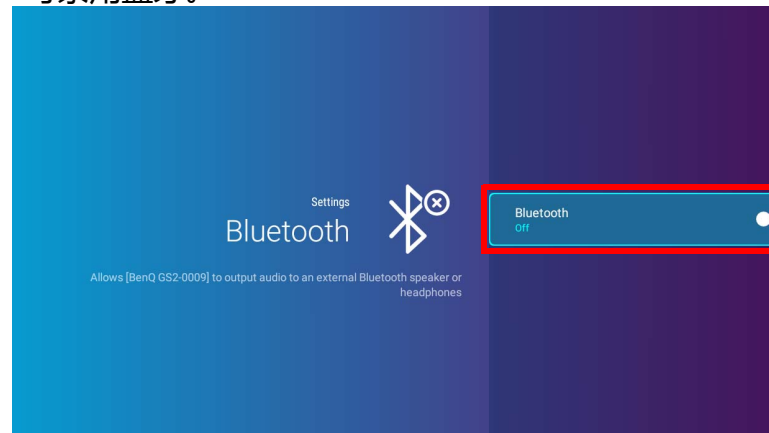 Settings
Bluetooth
Allows [BenQ GS2-0009] to output audio to an external Bluetooth speaker or
headphones
Bluetooth
Off